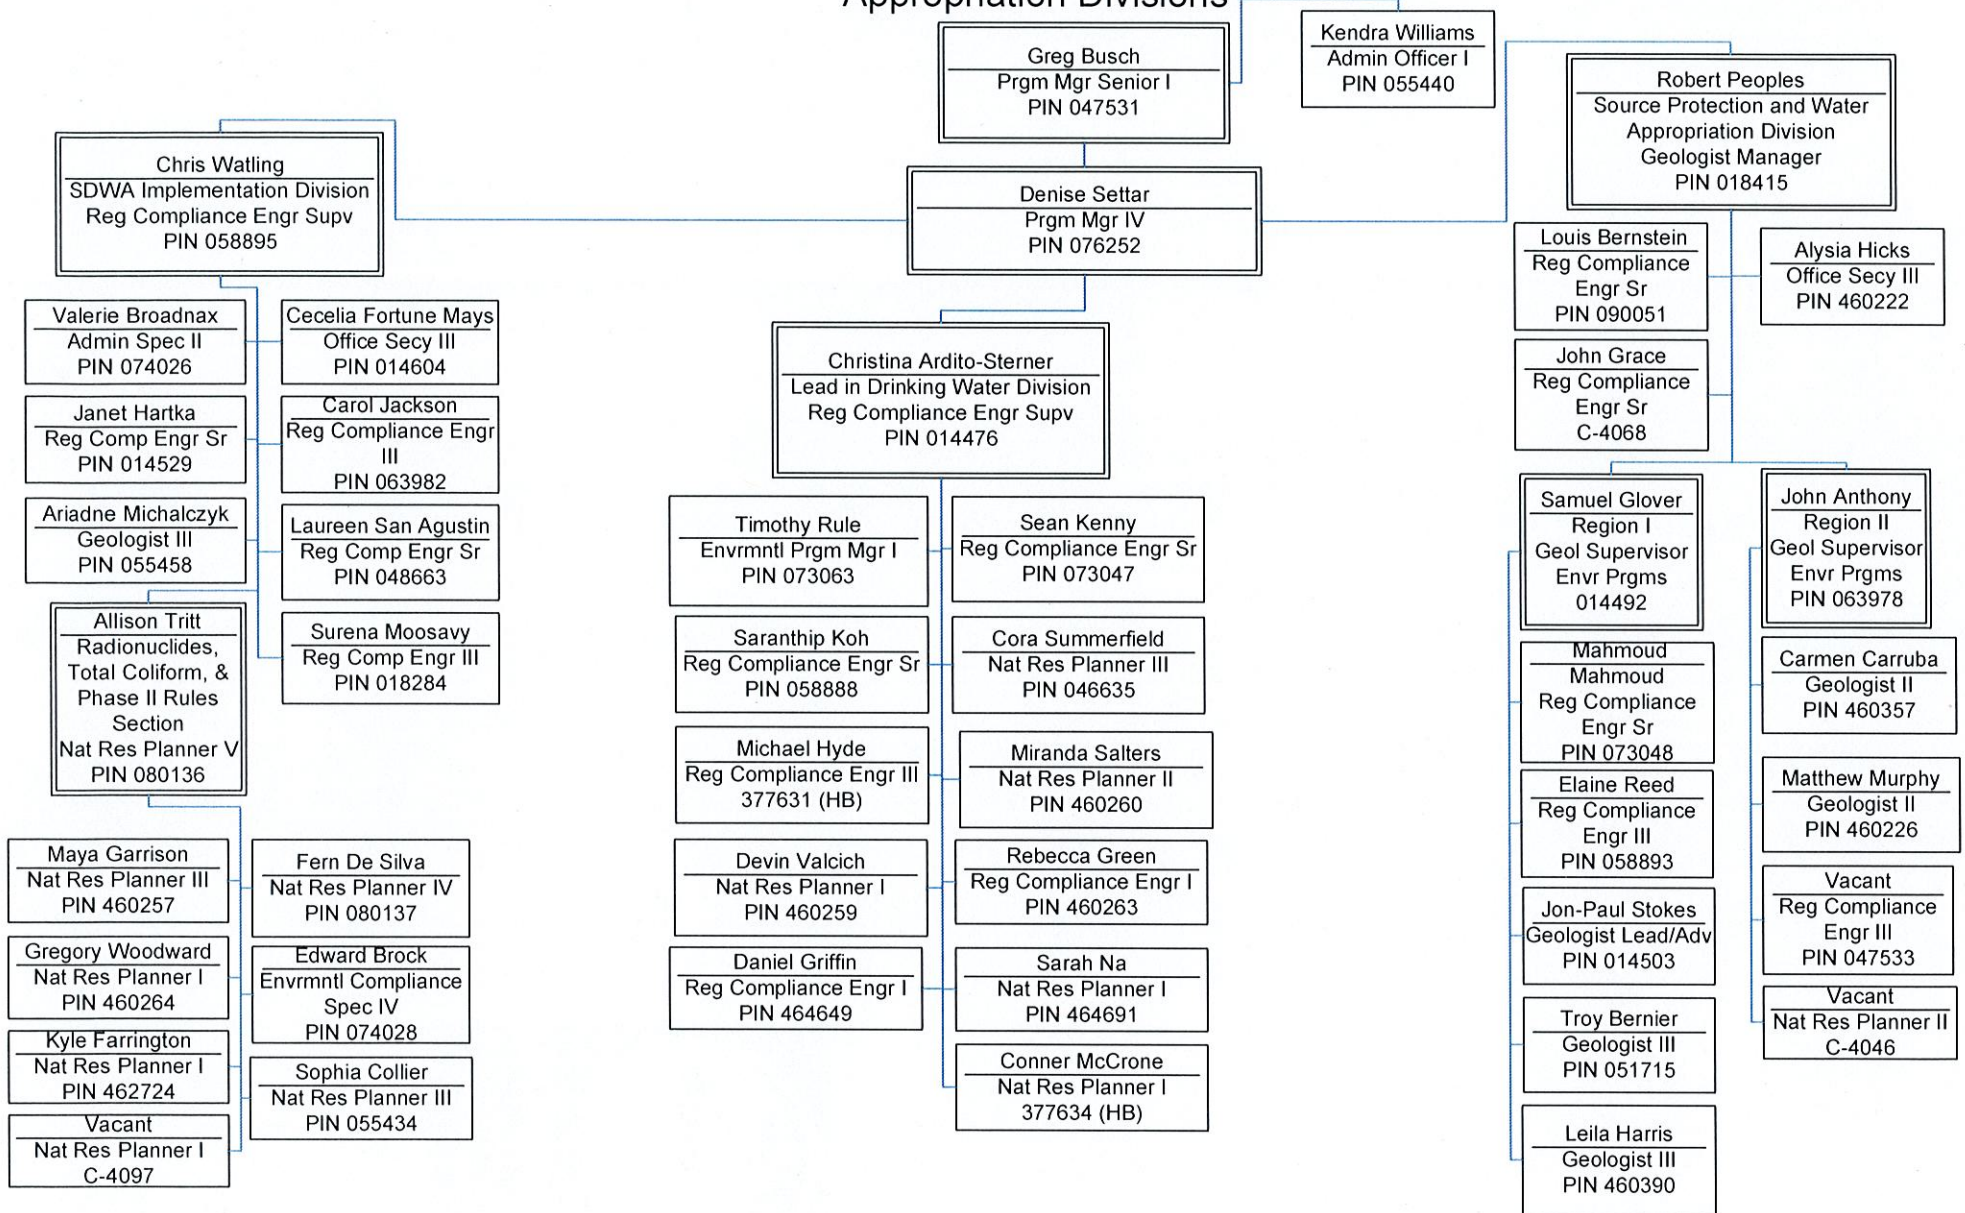 Appropriation Divisions
Kendra Williams
Admin Officer I
PIN 055440
Greg Busch
Prgm Mgr Senior I
PIN 047531
Robert Peoples
Source Protection and Water
Appropriation Division
Geologist Manager
PIN 018415
Chris Watling
SDWA Implementation Division
Reg Compliance Engr Supv
PIN 058895
Denise Settar
Prgm Mgr IV
PIN 076252
Valerie Broadnax
Admin Spec II
PIN 074026
Cecelia Fortune Mays
Office Secy III
PIN 014604
Janet Hartka
Reg Comp Engr Sr
PIN 014529
Carol Jackson
Reg Compliance Engr
III
PIN 063982
Ariadne Michalczyk
Geologist III
PIN 055458
Laureen San Agustin
Reg Comp Engr Sr
PIN 048663
Allison Tritt
Radionuclides,
Total Coliform, &
Phase II Rules
Section
Nat Res Planner V
PIN 080136
Surena Moosavy
Reg Comp Engr III
PIN 018284
Maya Garrison
Nat Res Planner III
PIN 460257
Fern De Silva
Nat Res Planner IV
PIN 080137
Gregory Woodward
Nat Res Planner I
PIN 460264
Edward Brock
Envrmntl Compliance
Spec IV
PIN 074028
Kyle Farrington
Nat Res Planner I
PIN 462724
Sophia Collier
Nat Res Planner III
PIN 055434
Vacant
Nat Res Planner I
C-4097
Christina Ardito-Sterner
Lead in Drinking Water Division
Reg Compliance Engr Supv
PIN 014476
Timothy Rule
Envrmntl Prgm Mgr I
PIN 073063
Sean Kenny
Reg Compliance Engr Sr
PIN 073047
Saranthip Koh
Reg Compliance Engr Sr
PIN 058888
Cora Summerfield
Nat Res Planner III
PIN 046635
Michael Hyde
Reg Compliance Engr III
377631 (HB)
Miranda Salters
Nat Res Planner II
PIN 460260
Devin Valcich
Nat Res Planner I
PIN 460259
Rebecca Green
Reg Compliance Engr I
PIN 460263
Daniel Griffin
Reg Compliance Engr I
PIN 464649
Sarah Na
Nat Res Planner I
PIN 464691
Conner McCrone
Nat Res Planner I
377634 (HB)
Louis Bernstein
Reg Compliance
Engr Sr
PIN 090051
Alysia Hicks
Office Secy III
PIN 460222
John Grace
Reg Compliance
Engr Sr
C-4068
Samuel Glover
Region I
Geol Supervisor
Envr Prgms
014492
John Anthony
Region II
Geol Supervisor
Envr Prgms
PIN 063978
Mahmoud
Mahmoud
Reg Compliance
Engr Sr
PIN 073048
Carmen Carruba
Geologist II
PIN 460357
Elaine Reed
Reg Compliance
Engr III
PIN 058893
Matthew Murphy
Geologist II
PIN 460226
Jon-Paul Stokes
Geologist Lead/Adv
PIN 014503
Vacant
Reg Compliance
Engr III
PIN 047533
Troy Bernier
Geologist III
PIN 051715
Vacant
Nat Res Planner II
C-4046
Leila Harris
Geologist III
PIN 460390